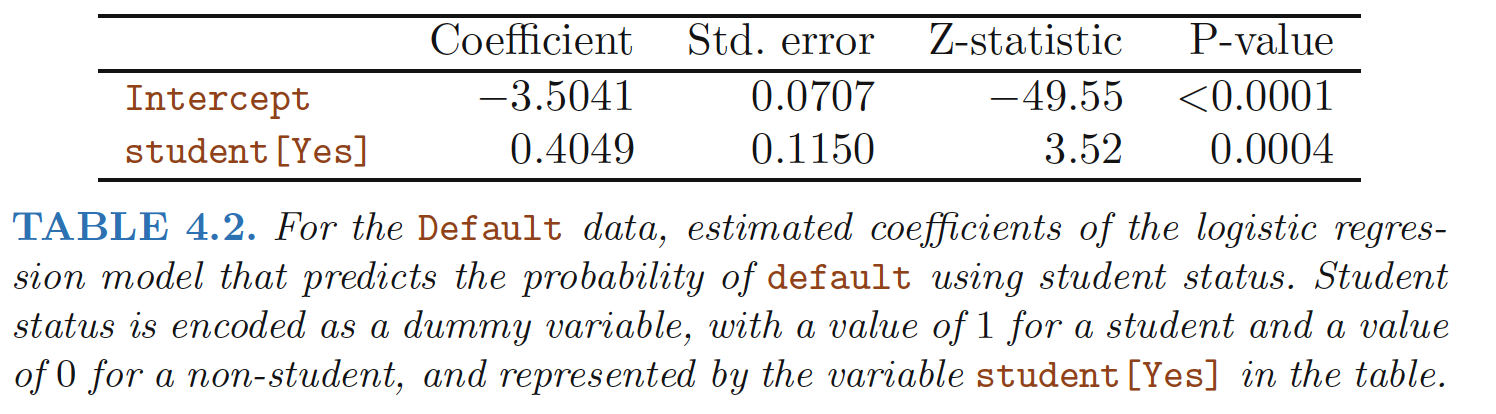 Coefficient Std. error Z-statistic P-value
Intercept −3.5041 0.0707 −49.55 <0.0001
student[Yes] 0.4049 0.1150 3.52 0.0004
TABLE 4.2. For the Default data, estimated coefficients of the logistic regres-
sion model that predicts the probability of default using student status. Student
status is encoded as a dummy variable, with a value of 1 for a student and a value
of 0 for a non-student, and represented by the variable student[Yes] in the table.